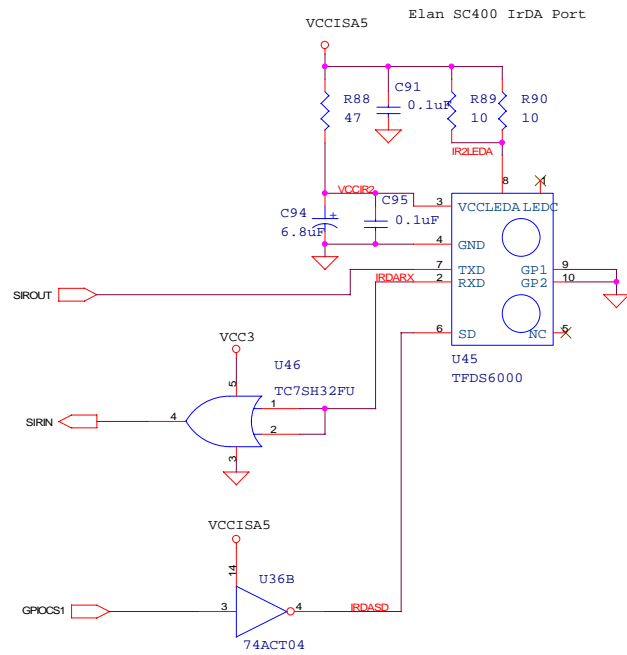 Elan SC400 IrDA Port
VCCISA5
C91
R88
R89
R90
0.1uF
47
10
10
IR2LEDA
8
1
VCCIR2
3
VCC
LEDA
LEDC
C94
+
C95
6.8uF
0.1uF
4
GND
7
TXD
GP1
9
IRDARX
2
RXD
GP2
10
SIROUT
6
SD
NC
5
VCC3
U46
U45
5
TC7SH32FU
TFDS6000
1
SIRIN
4
2
3
VCCISA5
14
U36B
GPIOCS1
3
4
IRDASD
74ACT04